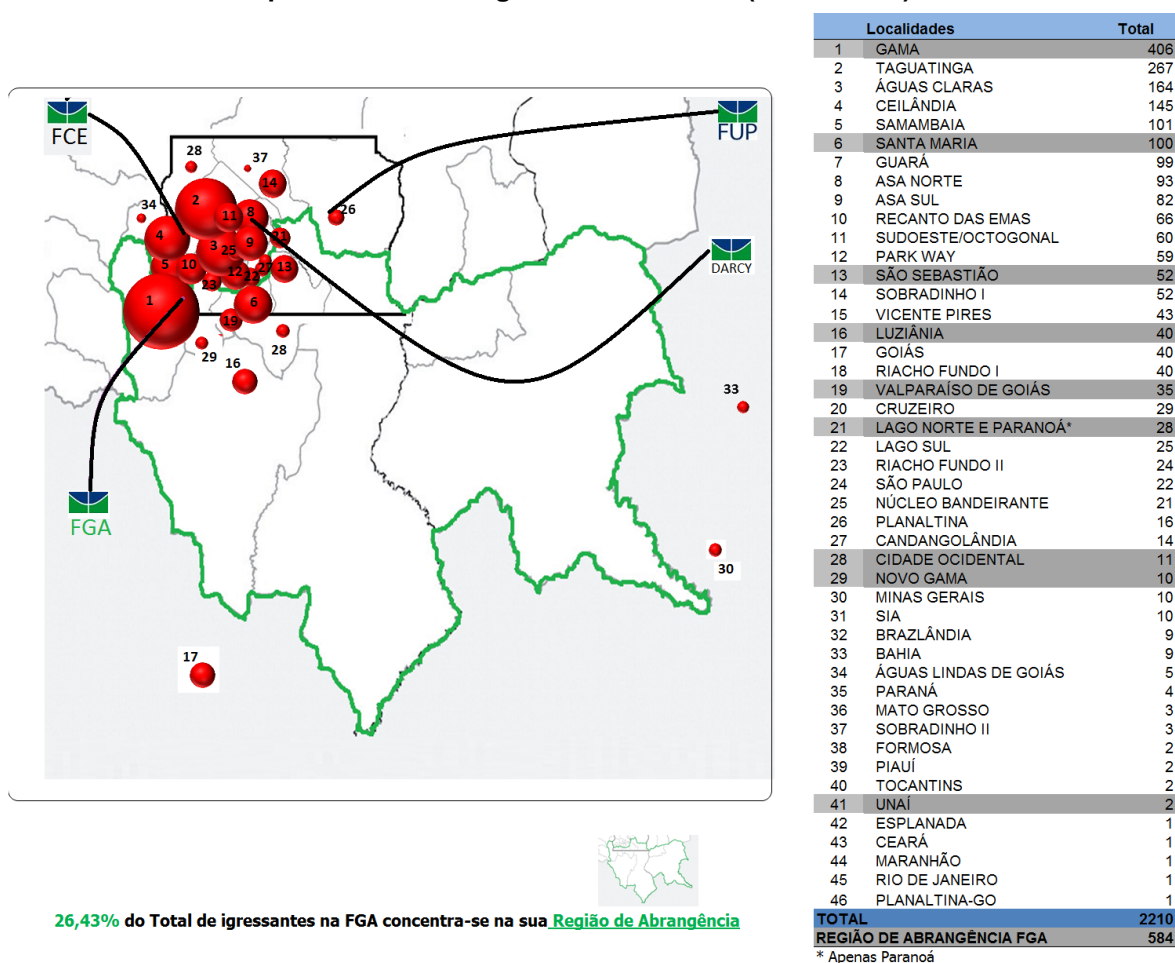 FCE
FUP
28
37
14
2
34
11
8
26
4
3
25
9
21
DARCY
5
10
12
27
13
23
22
1
6
19
28
29
16
33
FGA
30
17
26,43% do Total de igressantes na FGA concentra-se na sua Região de Abrangência
Localidades Total
1 GAMA 406
2 TAGUATINGA 267
3 ÁGUAS CLARAS 164
4 CEILÂNDIA 145
5 SAMAMBAIA 101
6 SANTA MARIA 100
7 GUARÁ 99
8 ASA NORTE 93
9 ASA SUL 82
10 RECANTO DAS EMAS 66
11 SUDOESTE/OCTOGONAL 60
12 PARK WAY 59
13 SÃO SEBASTIÃO 52
14 SOBRADINHO I 52
15 VICENTE PIRES 43
16 LUZIÂNIA 40
17 GOIÁS 40
18 RIACHO FUNDO I 40
19 VALPARAÍSO DE GOIÁS 35
20 CRUZEIRO 29
21 LAGO NORTE E PARANOÁ* 28
22 LAGO SUL 25
23 RIACHO FUNDO II 24
24 SÃO PAULO 22
25 NÚCLEO BANDEIRANTE 21
26 PLANALTINA 16
27 CANDANGOLÂNDIA 14
28 CIDADE OCIDENTAL 11
29 NOVO GAMA 10
30 MINAS GERAIS 10
31 SIA 10
32 BRAZLÂNDIA 9
33 BAHIA 9
34 ÁGUAS LINDAS DE GOIÁS 5
35 PARANÁ 4
36 MATO GROSSO 3
37 SOBRADINHO II 3
38 FORMOSA 2
39 PIAUÍ 2
40 TOCANTINS 2
41 UNAÍ 2
42 ESPLANADA 1
43 CEARÁ 1
44 MARANHÃO 1
45 RIO DE JANEIRO 1
46 PLANALTINA-GO 1
TOTAL 2210
REGIÃO DE ABRANGÊNCIA FGA 584
* Apenas Paranoá